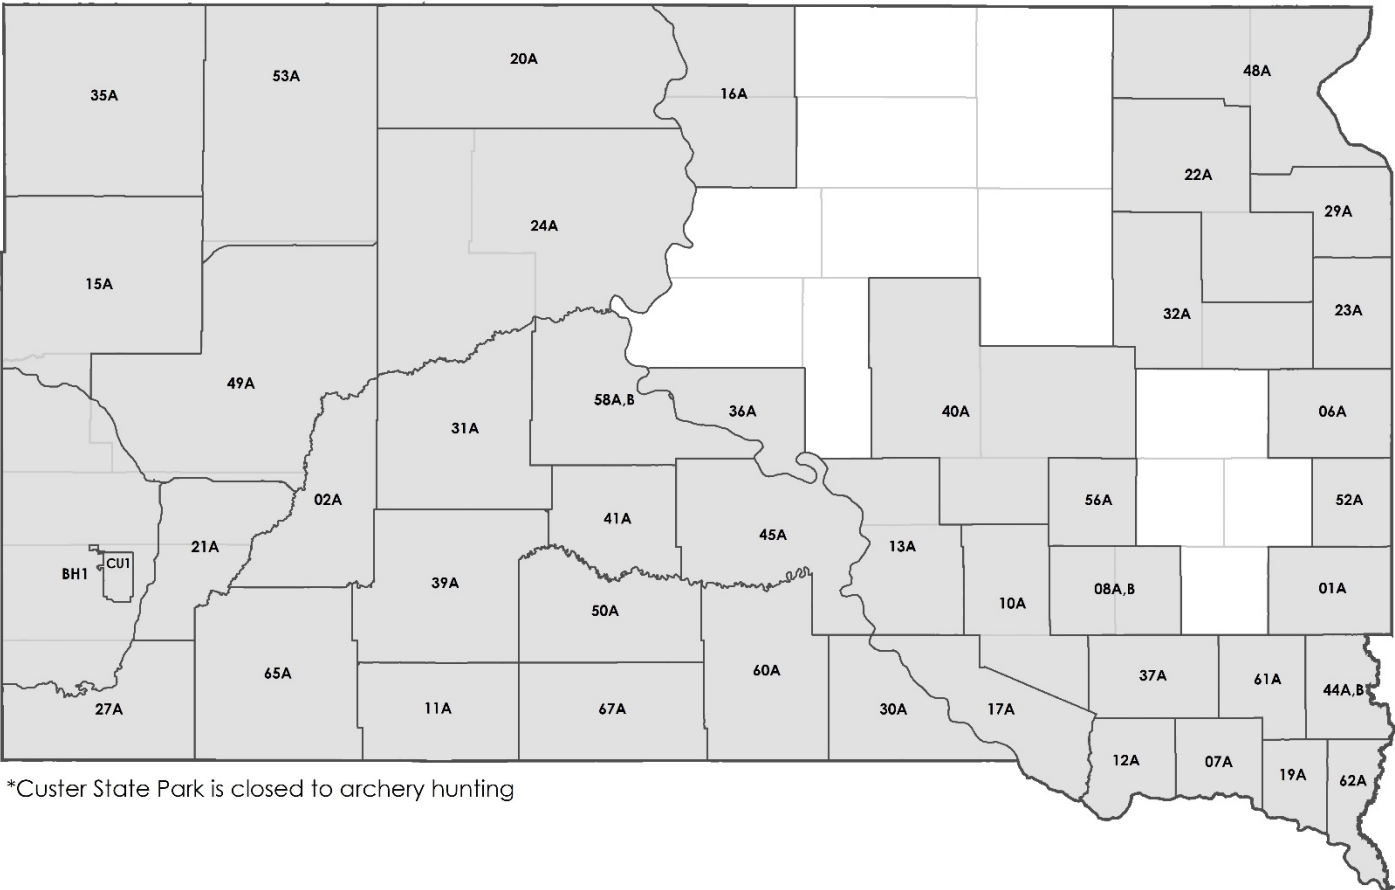 20A
48A
53A
16A
35A
22A
29A
24A
15A
23A
32A
49A
58A,B
36A
40A
06A
31A
02A
56A
52A
41A
45A
21A
13A
CU1
BH1
39A
08A,B
01A
10A
50A
65A
60A
37A
61A
44A,B
27A
11A
67A
30A
17A
12A
07A
19A
62A
*Custer State Park is closed to archery hunting